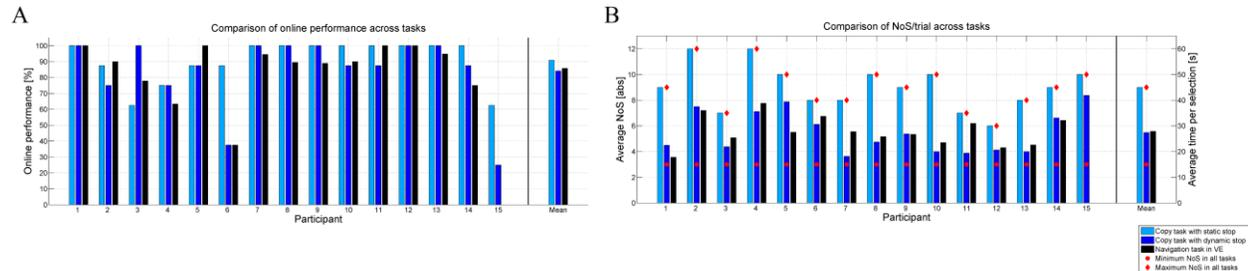 A
Comparison of online performance across tasks
Online performance [%]
100
90
80
70
60
50
40
30
20
10
0
1 2 3 4 5 6 7 8 9 10 11 12 13 14 15 Mean
Participant
B
Comparison of NoS/trial across tasks
Average NoS [abs]
12
10
8
6
4
2
0
60
50
40
30
20
10
0
Average time per selection [s]
1 2 3 4 5 6 7 8 9 10 11 12 13 14 15 Mean
Participant
Copy task with static stop
Copy task with dynamic stop
Navigation task in VE
Minimum NoS in all tasks
Maximum NoS in all tasks